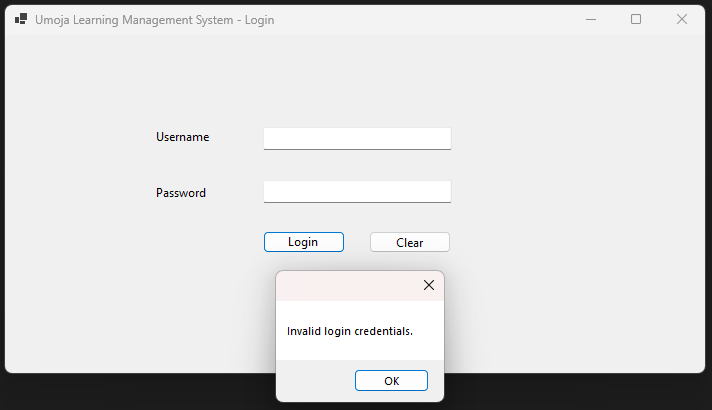 Umoja Learning Management System - Login
Username
Password
Login
Clear
Invalid login credentials.
OK